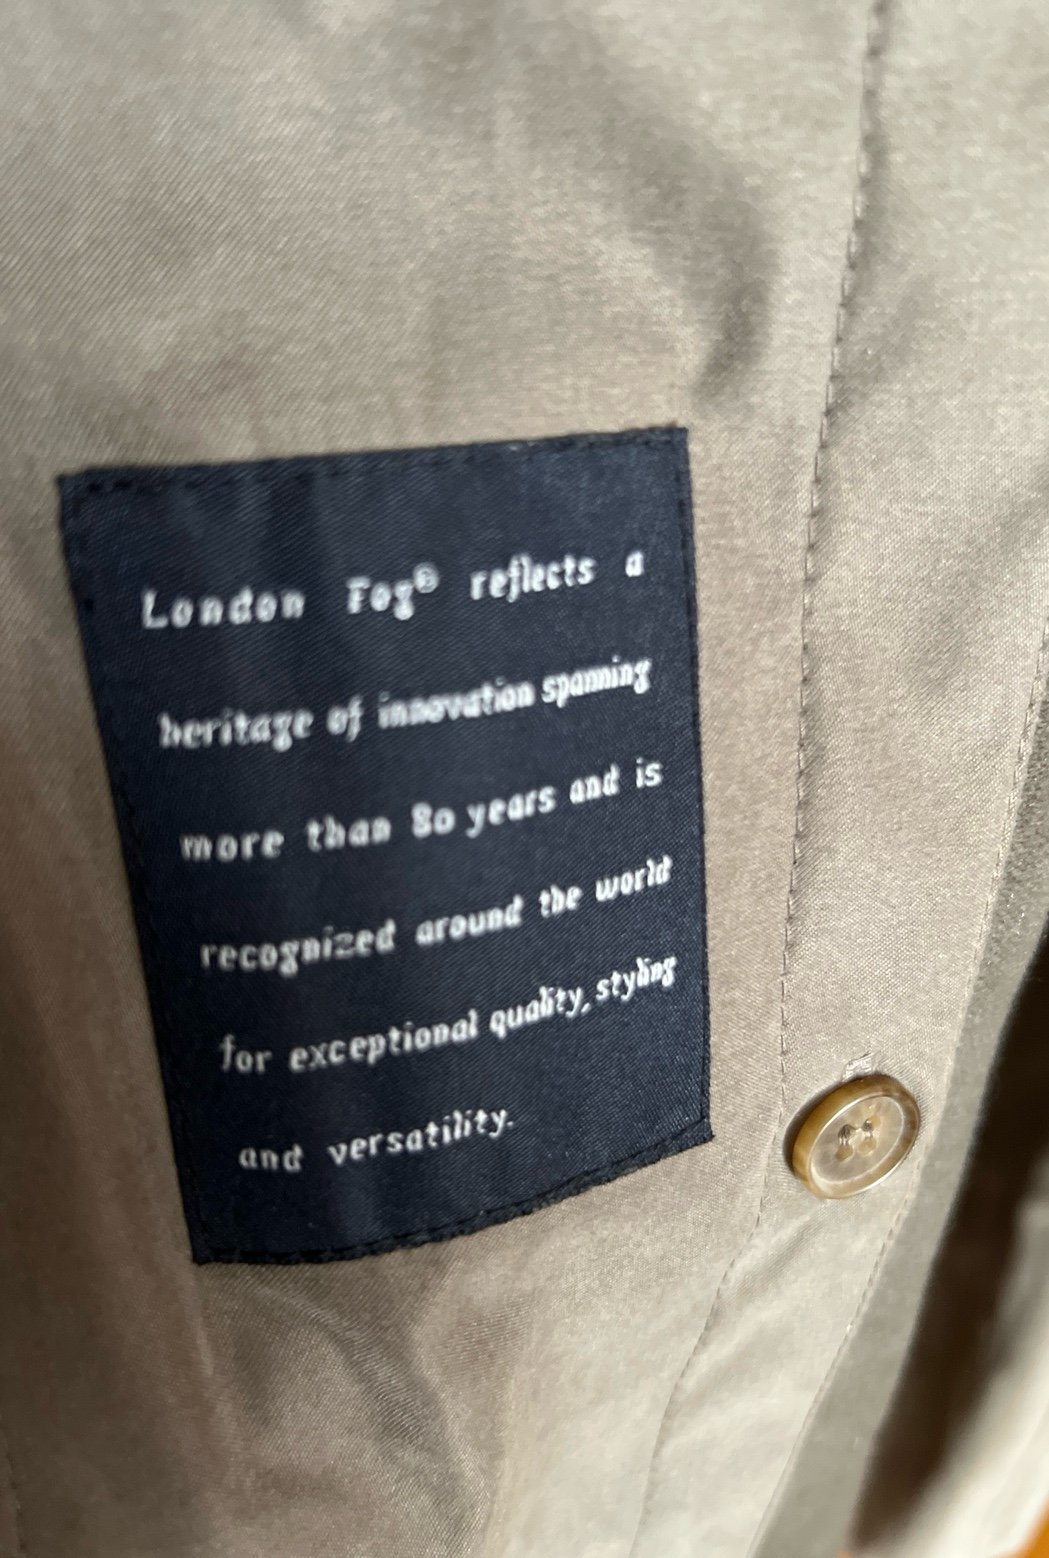 London Fog® reflects a
heritage of innovation spanning
more than 80 years and is
recognized around the world
for exceptional quality, styling
and versatility.